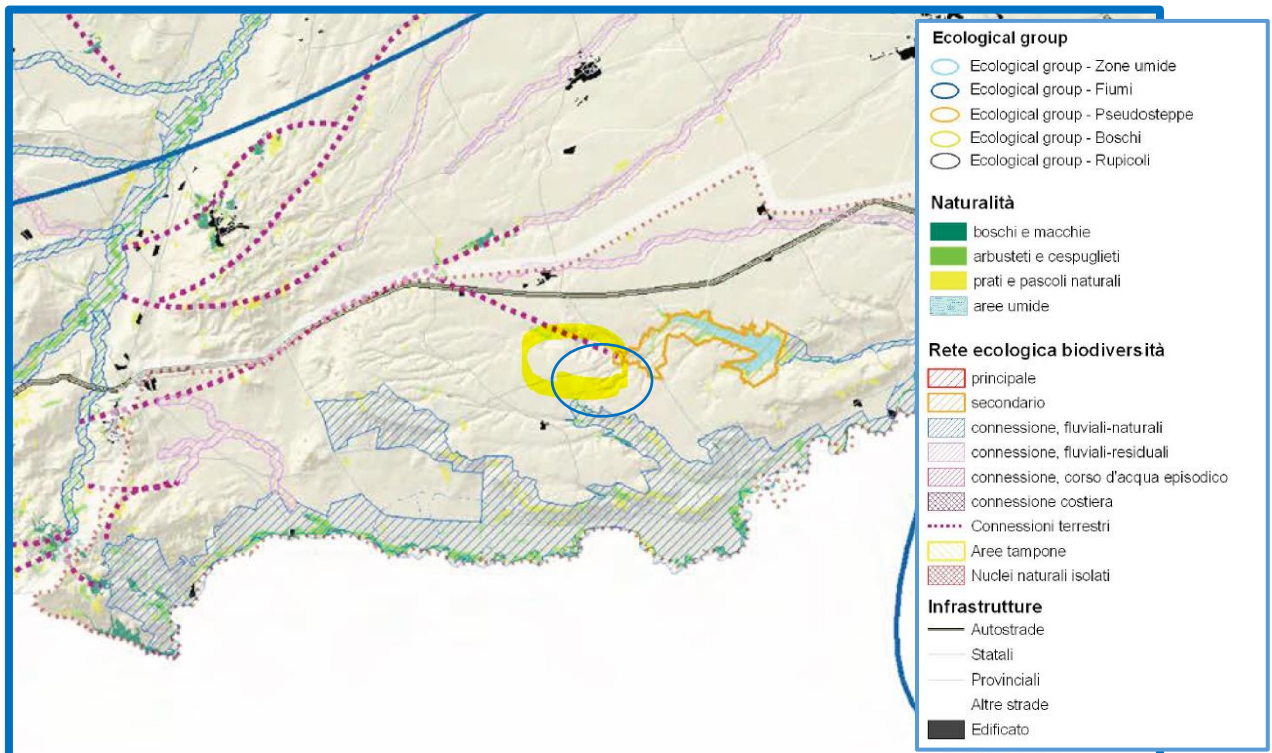 Ecological group
Ecological group - Zone umide
Ecological group - Fiumi
Ecological group - Pseudosteppe
Ecological group - Boschi
Ecological group - Rupicoli
Naturalità
boschi e macchie
arbusteti e cespuglieti
prati e pascoli naturali
aree umide
Rete ecologica biodiversità
principale
secondario
connessione, fluviali-naturali
connessione, fluviali-residuali
connessione, corso d'acqua episodico
connessione costiera
Connessioni terrestri
Aree tampone
Nuclei naturali isolati
Infrastrutture
Autostrade
Statali
Provinciali
Altre strade
Edificato